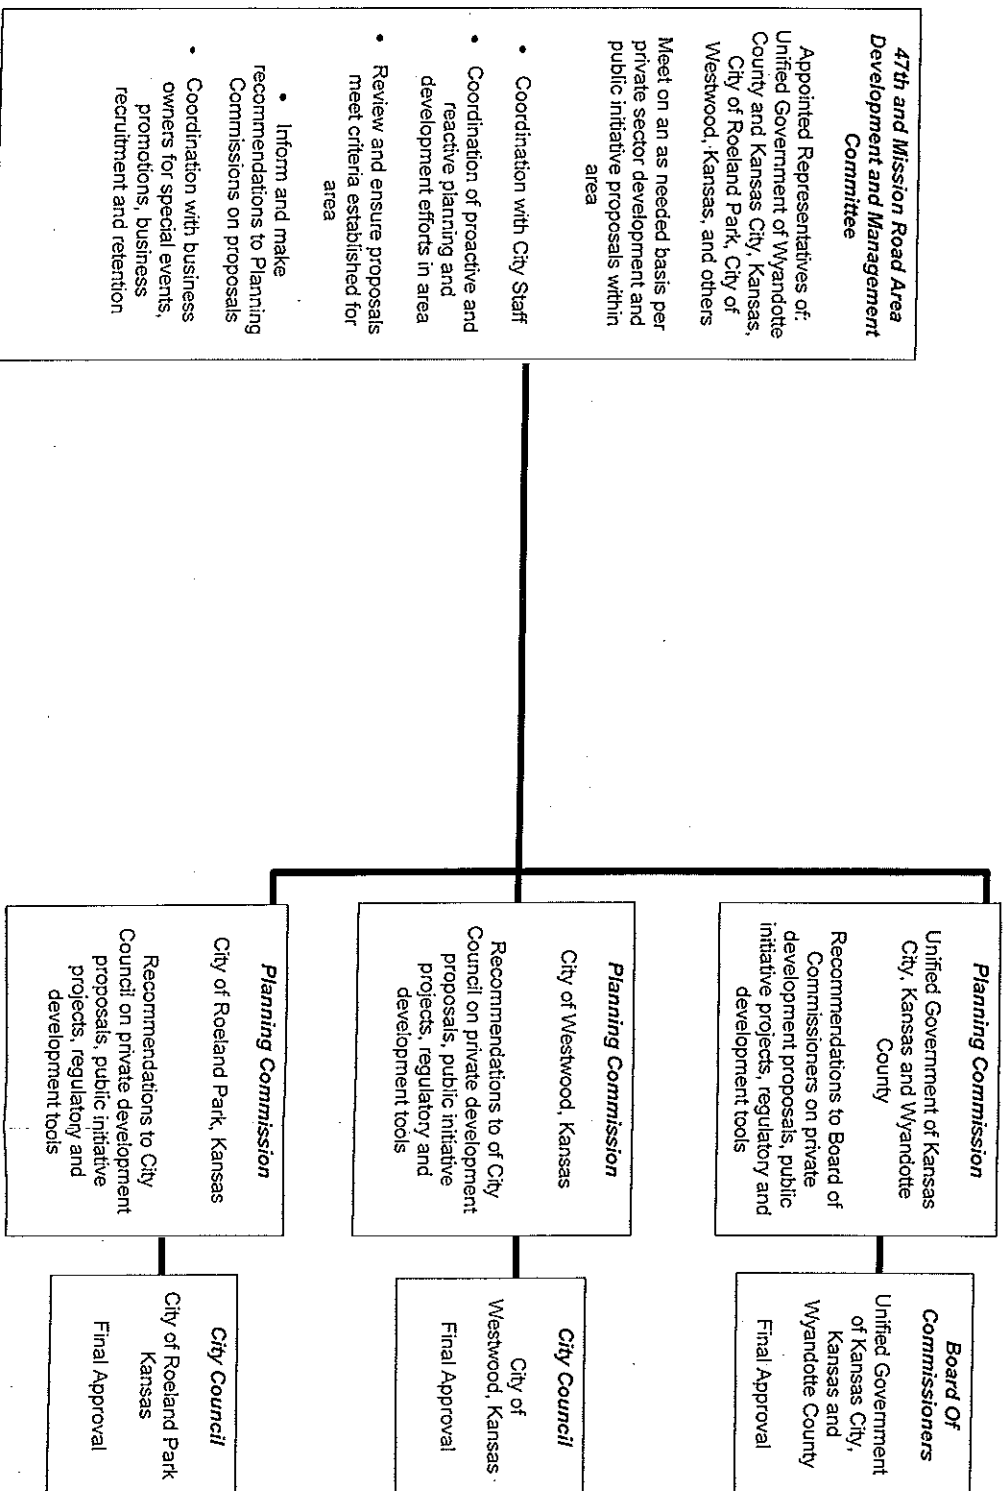 47th and Mission Road Area
Development and Management
Committee
Appointed Representatives of:
Unified Government of Wyandotte
County and Kansas City, Kansas,
City of Roeland Park, City of
Westwood, Kansas, and others
Meet on an as needed basis per
private sector development and
public initiative proposals within
area
• Coordination with City Staff
• Coordination of proactive and
reactive planning and
development efforts in area
• Review and ensure proposals
meet criteria established for
area
• Inform and make
recommendations to Planning
Commissions on proposals
• Coordination with business
owners for special events,
promotions, business
recruitment and retention
Planning Commission
Unified Government of Kansas
City, Kansas and Wyandotte
County
Recommendations to Board of
Commissioners on private
development proposals, public
initiative projects, regulatory and
development tools
Board Of
Commissioners
Unified Government
of Kansas City,
Kansas and
Wyandotte County
Final Approval
Planning Commission
City of Westwood, Kansas
Recommendations to of City
Council on private development
proposals, public initiative
projects, regulatory and
development tools
City Council
City of
Westwood, Kansas
Final Approval
Planning Commission
City of Roeland Park, Kansas
Recommendations to City
Council on private development
proposals, public initiative
projects, regulatory and
development tools
City Council
City of Roeland Park
Kansas
Final Approval